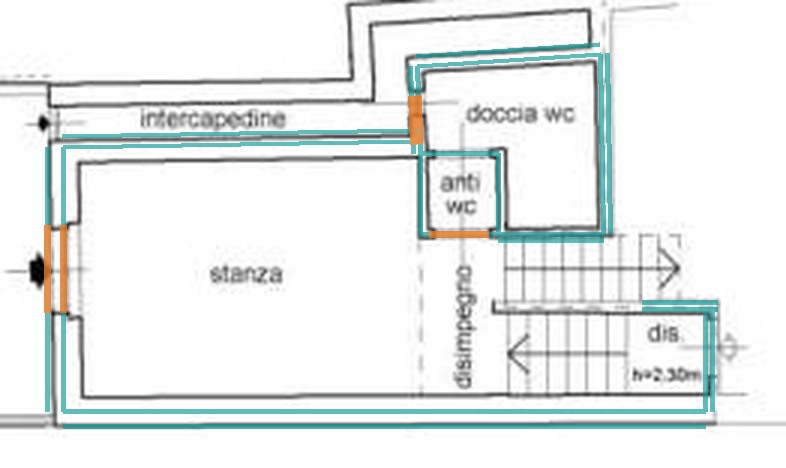 intercapedine
doccia wc
anti
wc
stanza
disimpegno
dis.
h=2,30m